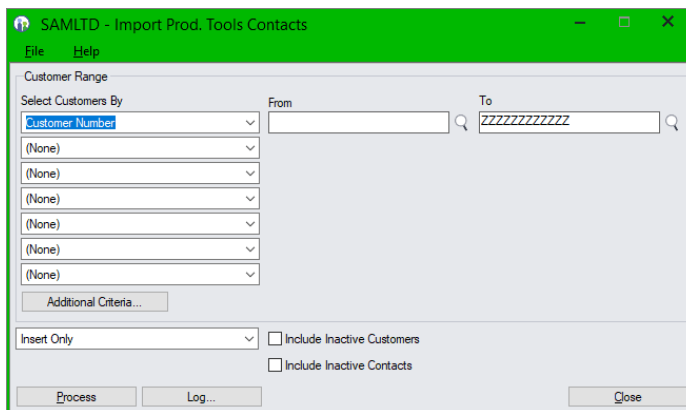 SAMLTD - Import Prod. Tools Contacts
File Help
Customer Range
Select Customers By From To
Customer Number ZZZZZZZZZZZZ
(None)
(None)
(None)
(None)
(None)
(None)
Additional Criteria...
Insert Only Include Inactive Customers
Include Inactive Contacts
Process Log... Close